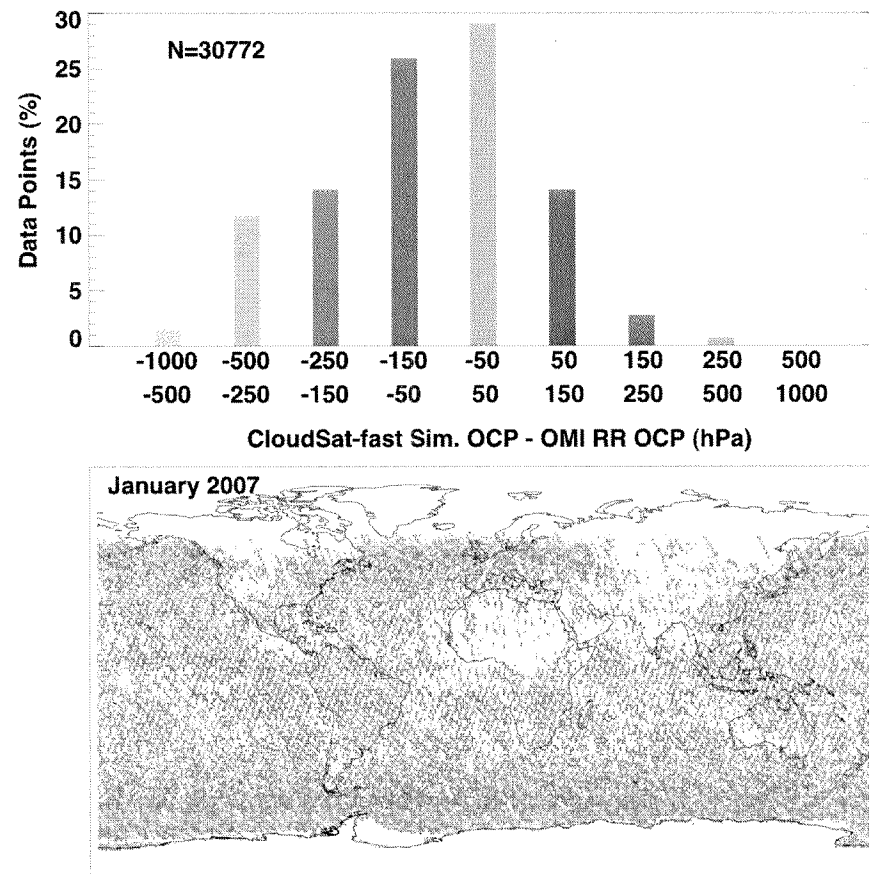 N=30772
30
25
20
15
10
5
0
Data Points (%)
-1000 -500 -250 -150 -50 50 150 250 500
-500 -250 -150 -50 50 150 250 500 1000
CloudSat-fast Sim. OCP - OMI RR OCP (hPa)
January 2007